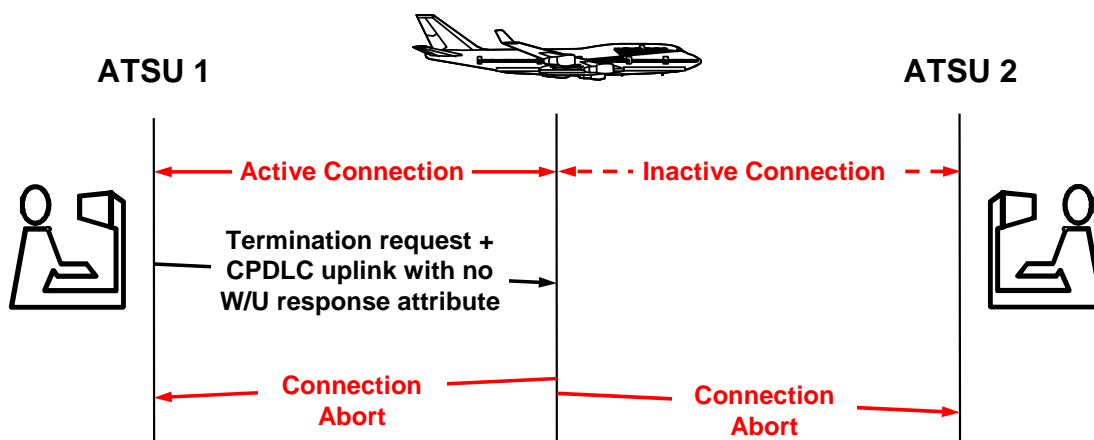 ATSU 1
ATSU 2
Active Connection
Inactive Connection
Termination request +
CPDLC uplink with no
W/U response attribute
Connection
Abort
Connection
Abort